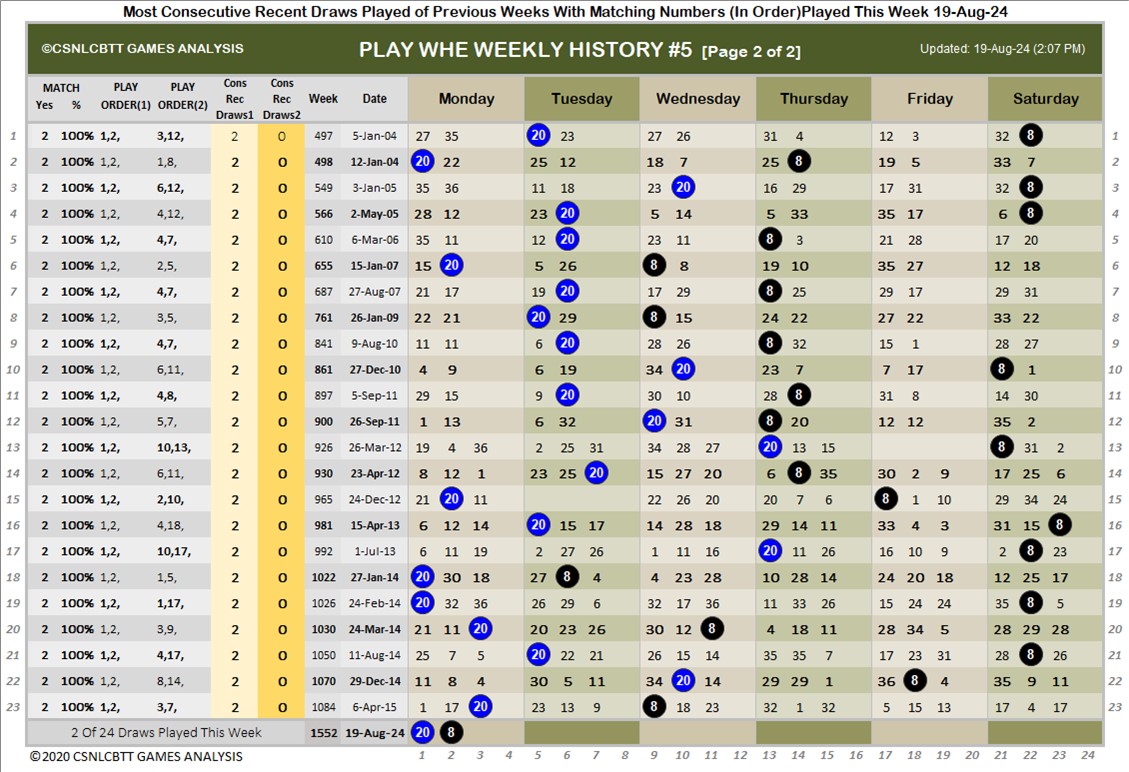 Most Consecutive Recent Draws Played of Previous Weeks With Matching Numbers (In Order)Played This Week 19-Aug-24
©CSNLCBTT GAMES ANALYSIS PLAY WHE WEEKLY HISTORY #5 [Page 2 of 2] Updated: 19-Aug-24 (2:07 PM)
MATCH PLAY PLAY Cons Cons
Yes % ORDER(1) ORDER(2) Rec Rec Week Date Monday Tuesday Wednesday Thursday Friday Saturday
Draws1 Draws2
1 2 100% 1,2, 3,12, 2 0 497 5-Jan-04 27 35 20 23 27 26 31 4 12 3 32 8 1
2 2 100% 1,2, 1,8, 2 0 498 12-Jan-04 20 22 25 12 18 7 25 8 19 5 33 7 2
3 2 100% 1,2, 6,12, 2 0 549 3-Jan-05 35 36 11 18 23 20 16 29 17 31 32 8 3
4 2 100% 1,2, 4,12, 2 0 566 2-May-05 28 12 23 20 5 14 5 33 35 17 6 8 4
5 2 100% 1,2, 4,7, 2 0 610 6-Mar-06 35 11 12 20 23 11 8 3 21 28 17 20 5
6 2 100% 1,2, 2,5, 2 0 655 15-Jan-07 15 20 5 26 8 8 19 10 35 27 12 18 6
7 2 100% 1,2, 4,7, 2 0 687 27-Aug-07 21 17 19 20 17 29 8 25 29 17 29 31 7
8 2 100% 1,2, 3,5, 2 0 761 26-Jan-09 22 21 20 29 8 15 24 22 27 22 33 22 8
9 2 100% 1,2, 4,7, 2 0 841 9-Aug-10 11 11 6 20 28 26 8 32 15 1 28 27 9
10 2 100% 1,2, 6,11, 2 0 861 27-Dec-10 4 9 6 19 34 20 23 7 7 17 8 1 10
11 2 100% 1,2, 4,8, 2 0 897 5-Sep-11 29 15 9 20 30 10 28 8 31 8 14 30 11
12 2 100% 1,2, 5,7, 2 0 900 26-Sep-11 1 13 6 32 20 31 8 20 12 12 35 2 12
13 2 100% 1,2, 10,13, 2 0 926 26-Mar-12 19 4 36 2 25 31 34 28 27 20 13 15 8 31 2 13
14 2 100% 1,2, 6,11, 2 0 930 23-Apr-12 8 12 1 23 25 20 15 27 20 6 8 35 30 2 9 17 25 6 14
15 2 100% 1,2, 2,10, 2 0 965 24-Dec-12 21 20 11 22 26 20 20 7 6 8 1 10 29 34 24 15
16 2 100% 1,2, 4,18, 2 0 981 15-Apr-13 6 12 14 20 15 17 14 28 18 29 14 11 33 4 3 31 15 8 16
17 2 100% 1,2, 10,17, 2 0 992 1-Jul-13 6 11 19 2 27 26 1 11 16 20 11 26 16 10 9 2 8 23 17
18 2 100% 1,2, 1,5, 2 0 1022 27-Jan-14 20 30 18 27 8 4 4 23 28 10 28 14 24 20 18 12 25 17 18
19 2 100% 1,2, 1,17, 2 0 1026 24-Feb-14 20 32 36 26 29 6 32 17 36 11 33 26 15 24 24 35 8 5 19
20 2 100% 1,2, 3,9, 2 0 1030 24-Mar-14 21 11 20 20 23 26 30 12 8 4 18 11 28 34 5 28 29 28 20
21 2 100% 1,2, 4,17, 2 0 1050 11-Aug-14 25 7 5 20 22 21 26 15 14 35 35 7 17 23 31 28 8 26 21
22 2 100% 1,2, 8,14, 2 0 1070 29-Dec-14 11 8 4 30 5 11 34 20 14 29 29 1 36 8 4 35 9 11 22
23 2 100% 1,2, 3,7, 2 0 1084 6-Apr-15 1 17 20 23 13 9 8 18 23 32 1 32 5 15 13 17 4 17 23
2 Of 24 Draws Played This Week 1552 19-Aug-24 20 8
©2020 CSNLCBTT GAMES ANALYSIS 1 2 3 4 5 6 7 8 9 10 11 12 13 14 15 16 17 18 19 20 21 22 23 24